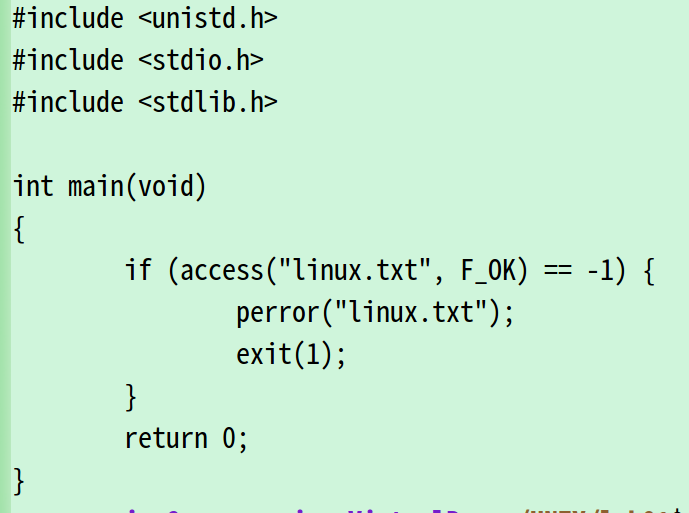 #include <unistd.h>
#include <stdio.h>
#include <stdlib.h>

int main(void)
{
        if (access("linux.txt", F_OK) == -1) {
                perror("linux.txt");
                exit(1);
        }
        return 0;
}